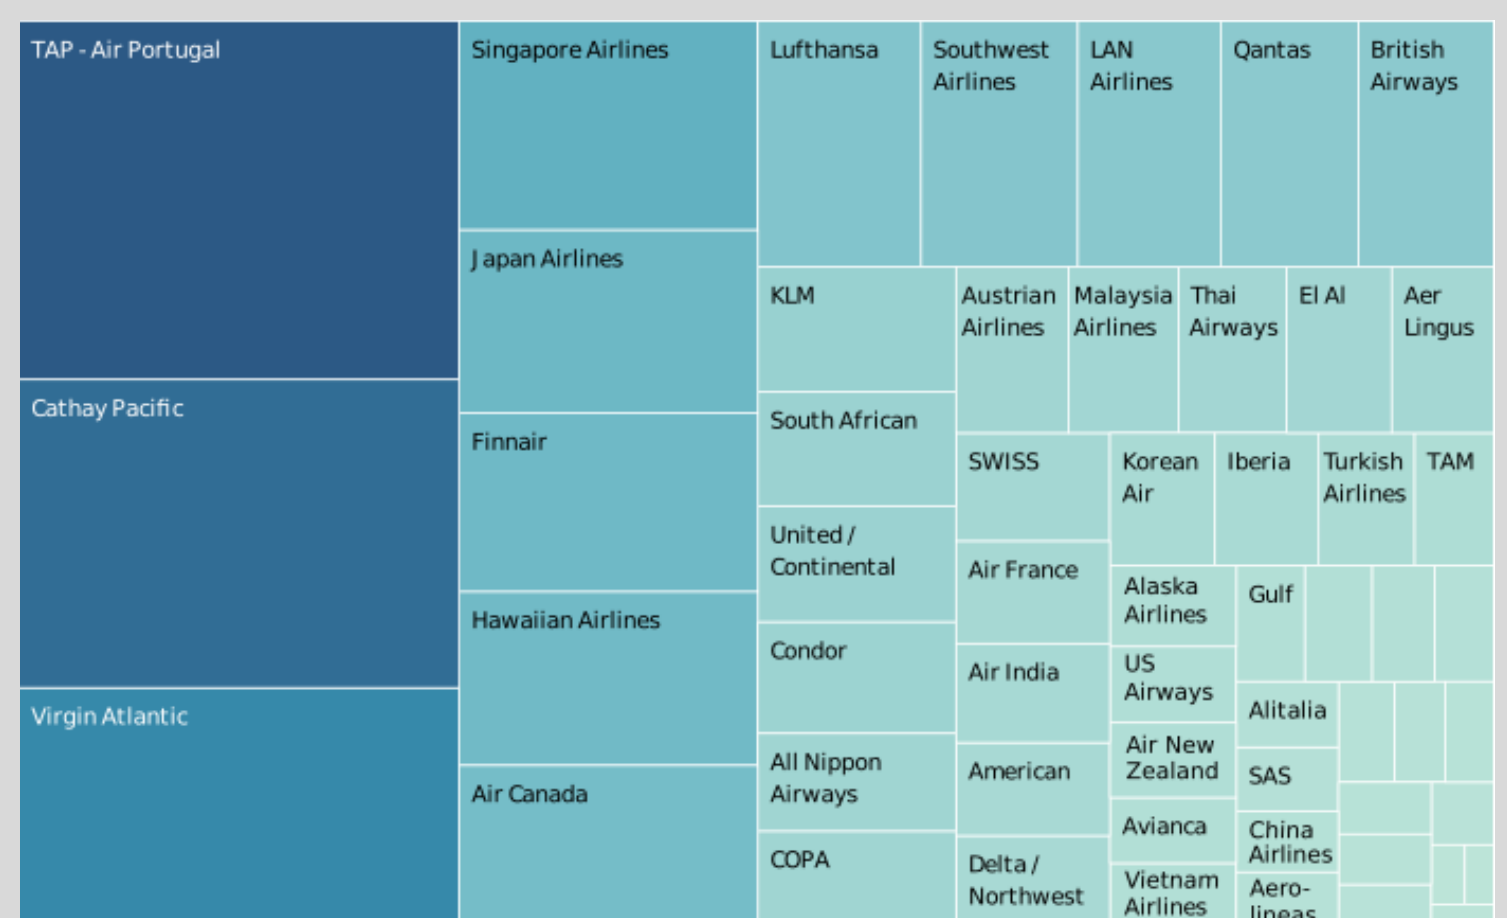 TAP - Air Portugal
Cathay Pacific
Virgin Atlantic
Singapore Airlines
Japan Airlines
Finnair
Hawaiian Airlines
Air Canada
Lufthansa
Southwest
Airlines
LAN
Airlines
Qantas
British
Airways
KLM
South African
United /
Continental
Condor
All Nippon
Airways
COPA
Austrian
Airlines
Malaysia
Airlines
Thai
Airways
El Al
Aer
Lingus
SWISS
Air France
Air India
American
Delta /
Northwest
Korean
Air
Iberia
Turkish
Airlines
TAM
Alaska
Airlines
US
Airways
Air New
Zealand
Avianca
Vietnam
Airlines
Gulf
Alitalia
SAS
China
Airlines
Aero-
lineas